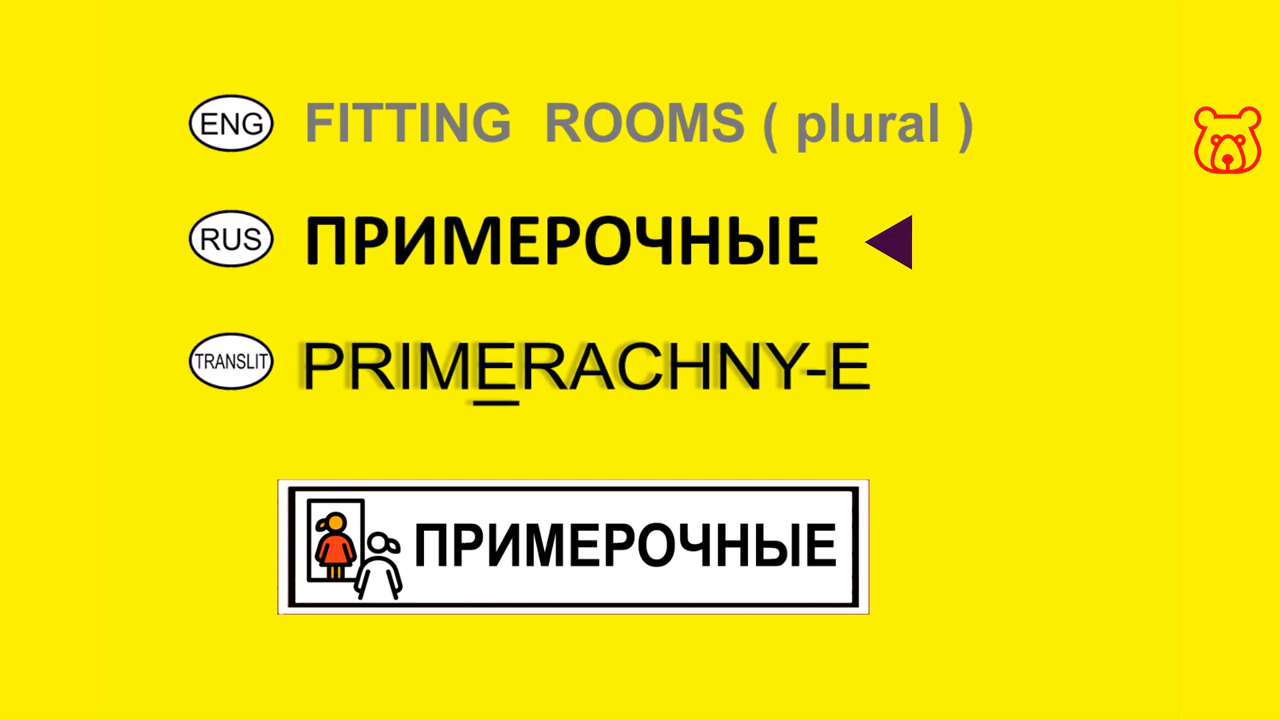 ENG FITTING ROOMS ( plural )
RUS ПРИМЕРОЧНЫЕ
TRANSLIT PRIMERACHNY-E
ПРИМЕРОЧНЫЕ